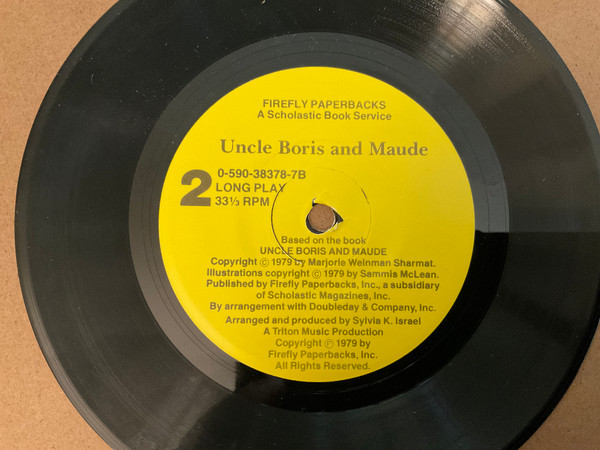 FIREFLY PAPERBACKS
A Scholastic Book Service
Uncle Boris and Maude
2
0-590-38378-7B
LONG PLAY
33⅓ RPM
Based on the book
UNCLE BORIS AND MAUDE
Copyright © 1979 by Marjorie Weinman Sharmat.
Illustrations copyright © 1979 by Sammis McLean.
Published by Firefly Paperbacks, Inc., a subsidiary
of Scholastic Magazines, Inc.
By arrangement with Doubleday & Company, Inc.
Arranged and produced by Sylvia K. Israel
A Triton Music Production
Copyright ℗ 1979 by
Firefly Paperbacks, Inc.
All Rights Reserved.